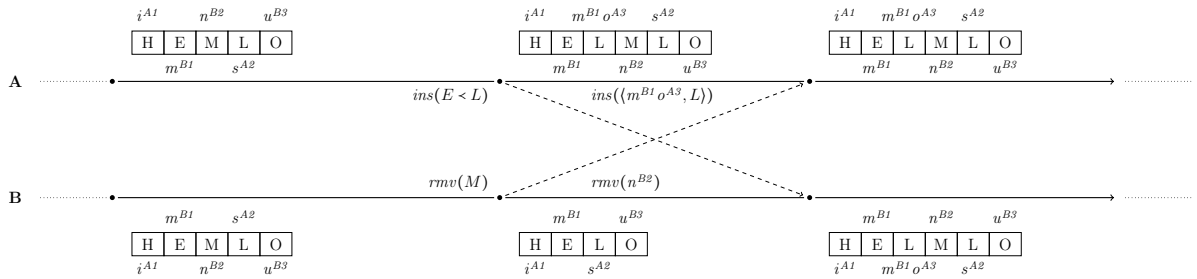 i^A1 n^B2 u^B3 i^A1 m^B1 o^A3 s^A2 i^A1 m^B1 o^A3 s^A2
H E M L O H E L M L O H E L M L O
m^B1 s^A2 m^B1 n^B2 u^B3 m^B1 n^B2 u^B3
A
ins(E ≺ L) ins(⟨m^B1 o^A3, L⟩)
rmv(M) rmv(n^B2)
B
m^B1 s^A2 m^B1 u^B3 m^B1 n^B2 u^B3
H E M L O H E L O H E L M L O
i^A1 n^B2 u^B3 i^A1 s^A2 i^A1 m^B1 o^A3 s^A2